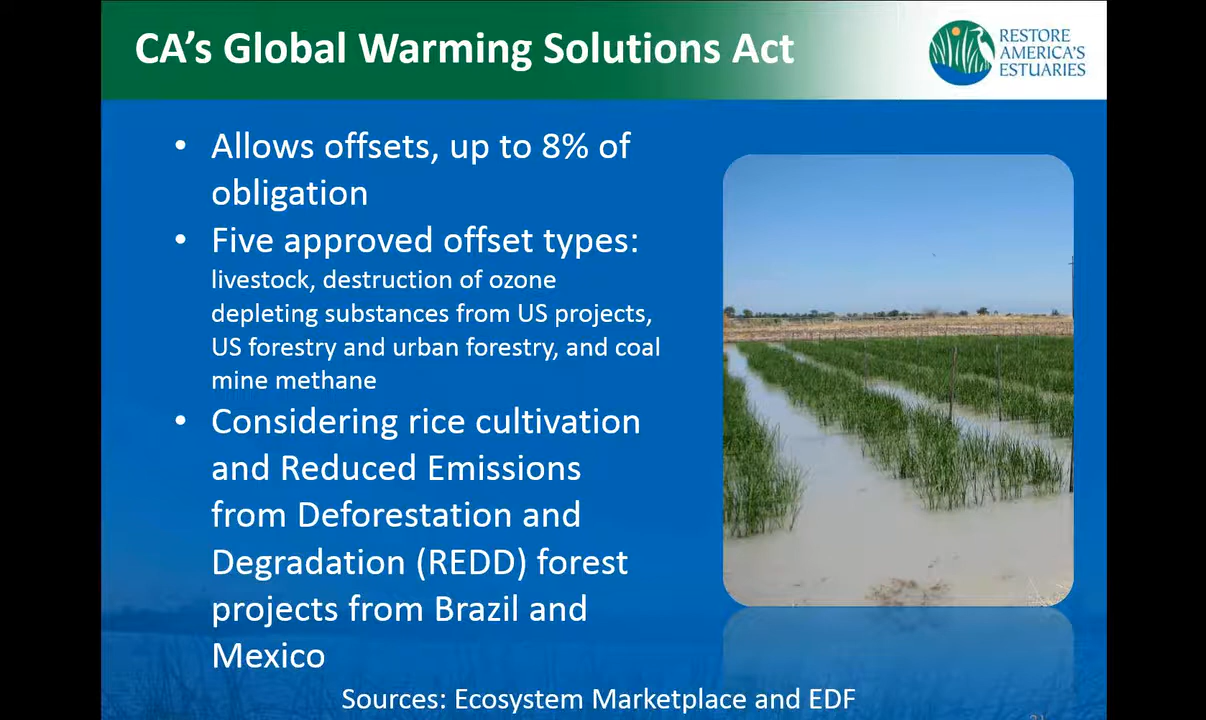 CA's Global Warming Solutions Act
RESTORE
AMERICA'S
ESTUARIES
• Allows offsets, up to 8% of
obligation
• Five approved offset types:
livestock, destruction of ozone
depleting substances from US projects,
US forestry and urban forestry, and coal
mine methane
• Considering rice cultivation
and Reduced Emissions
from Deforestation and
Degradation (REDD) forest
projects from Brazil and
Mexico
Sources: Ecosystem Marketplace and EDF